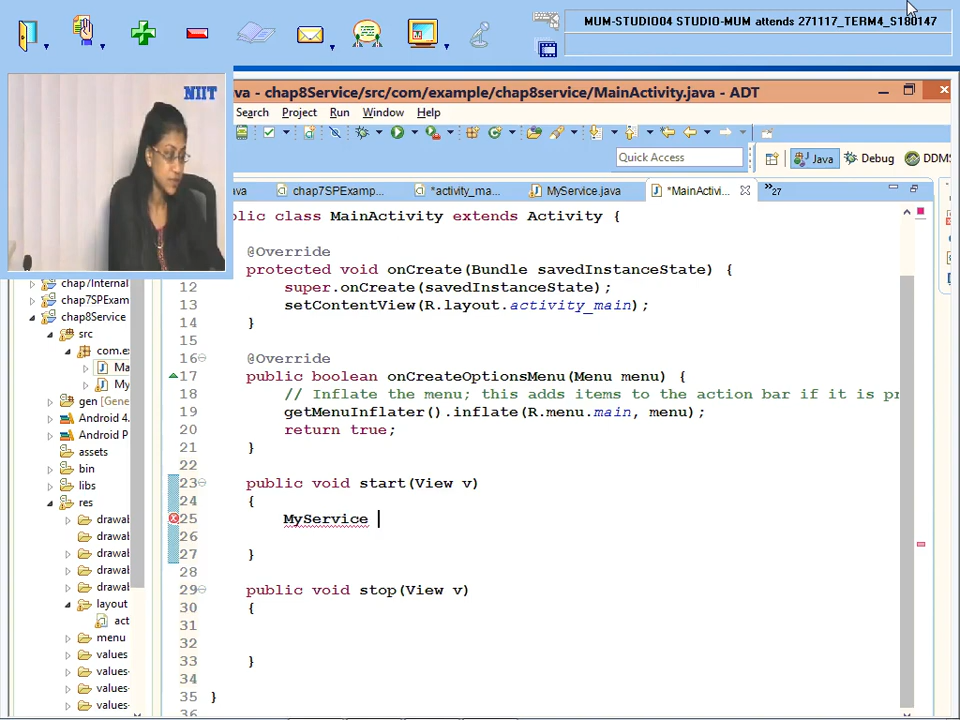 MUM-STUDIO04 STUDIO-MUM attends 271117_TERM4_S180147
NIIT
va - chap8Service/src/com/example/chap8service/MainActivity.java - ADT
Search Project Run Window Help
Quick Access
Java Debug DDMS
ava chap7SPExamp... *activity_ma... MyService.java *MainActivi... 27
chap7Internal
chap7SPExam
chap8Service
src
com.ex
Ma
My
gen [Gene
Android 4.
Android P
assets
bin
libs
res
drawab
drawab
drawab
drawab
drawab
layout
act
menu
values
values-
values-
values-
blic class MainActivity extends Activity {
@Override
protected void onCreate(Bundle savedInstanceState) {
12 super.onCreate(savedInstanceState);
13 setContentView(R.layout.activity_main);
14 }
15
16 @Override
17 public boolean onCreateOptionsMenu(Menu menu) {
18 // Inflate the menu; this adds items to the action bar if it is pr
19 getMenuInflater().inflate(R.menu.main, menu);
20 return true;
21 }
22
23 public void start(View v)
24 {
25 MyService
26
27 }
28
29 public void stop(View v)
30 {
31
32
33 }
34
35 }
36